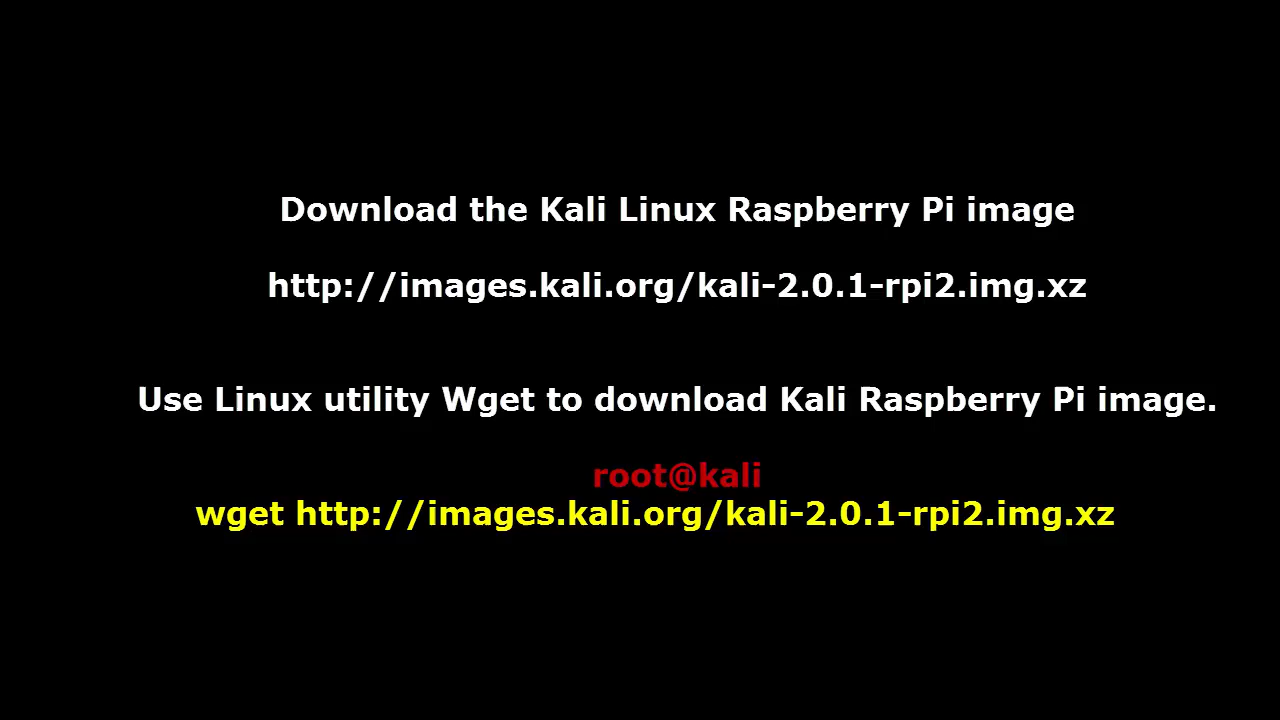 Download the Kali Linux Raspberry Pi image
http://images.kali.org/kali-2.0.1-rpi2.img.xz
Use Linux utility Wget to download Kali Raspberry Pi image.
root@kali
wget http://images.kali.org/kali-2.0.1-rpi2.img.xz